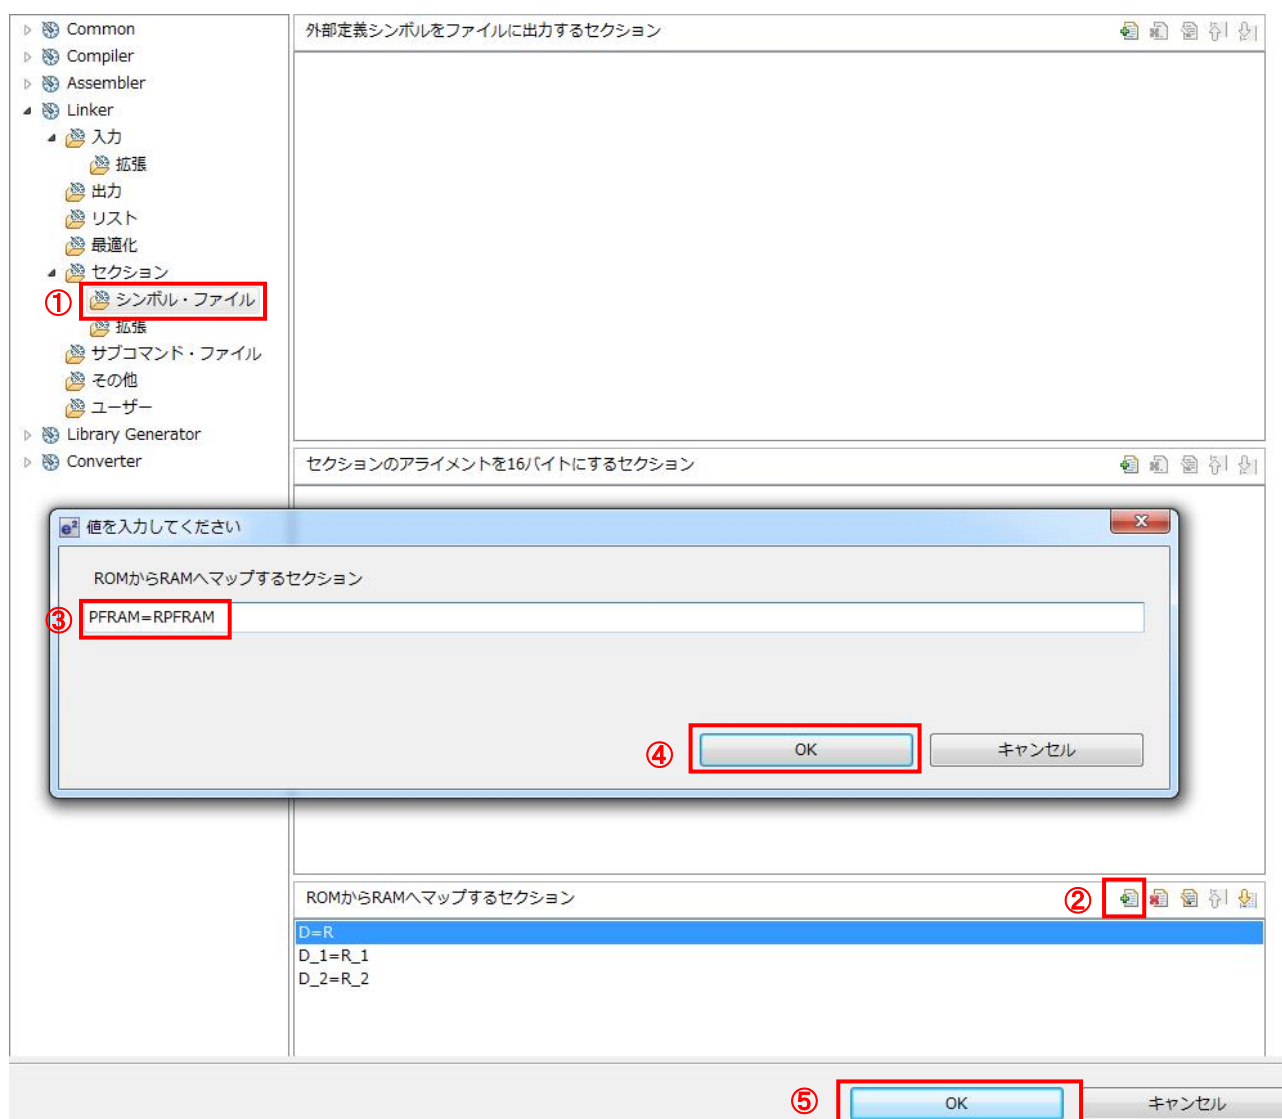 Common
Compiler
Assembler
Linker
入力
拡張
出力
リスト
最適化
セクション
① シンボル・ファイル
拡張
サブコマンド・ファイル
その他
ユーザー
Library Generator
Converter
外部定義シンボルをファイルに出力するセクション
セクションのアライメントを16バイトにするセクション
e² 値を入力してください
ROMからRAMへマップするセクション
③ PFRAM=RPFRAM
④ OK キャンセル
ROMからRAMへマップするセクション ②
D=R
D_1=R_1
D_2=R_2
⑤ OK キャンセル